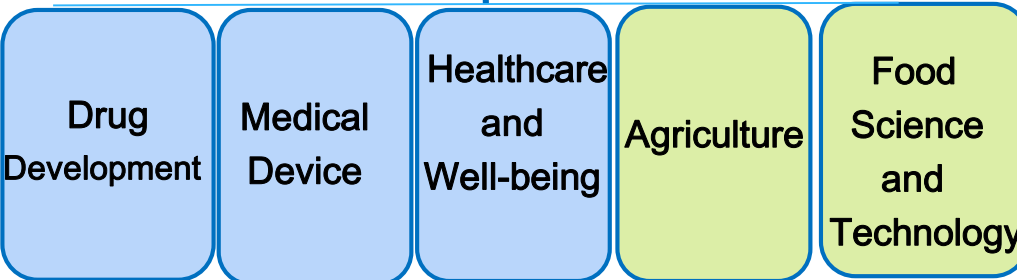 Drug
Development
Medical
Device
Healthcare
and
Well-being
Agriculture
Food
Science
and
Technology